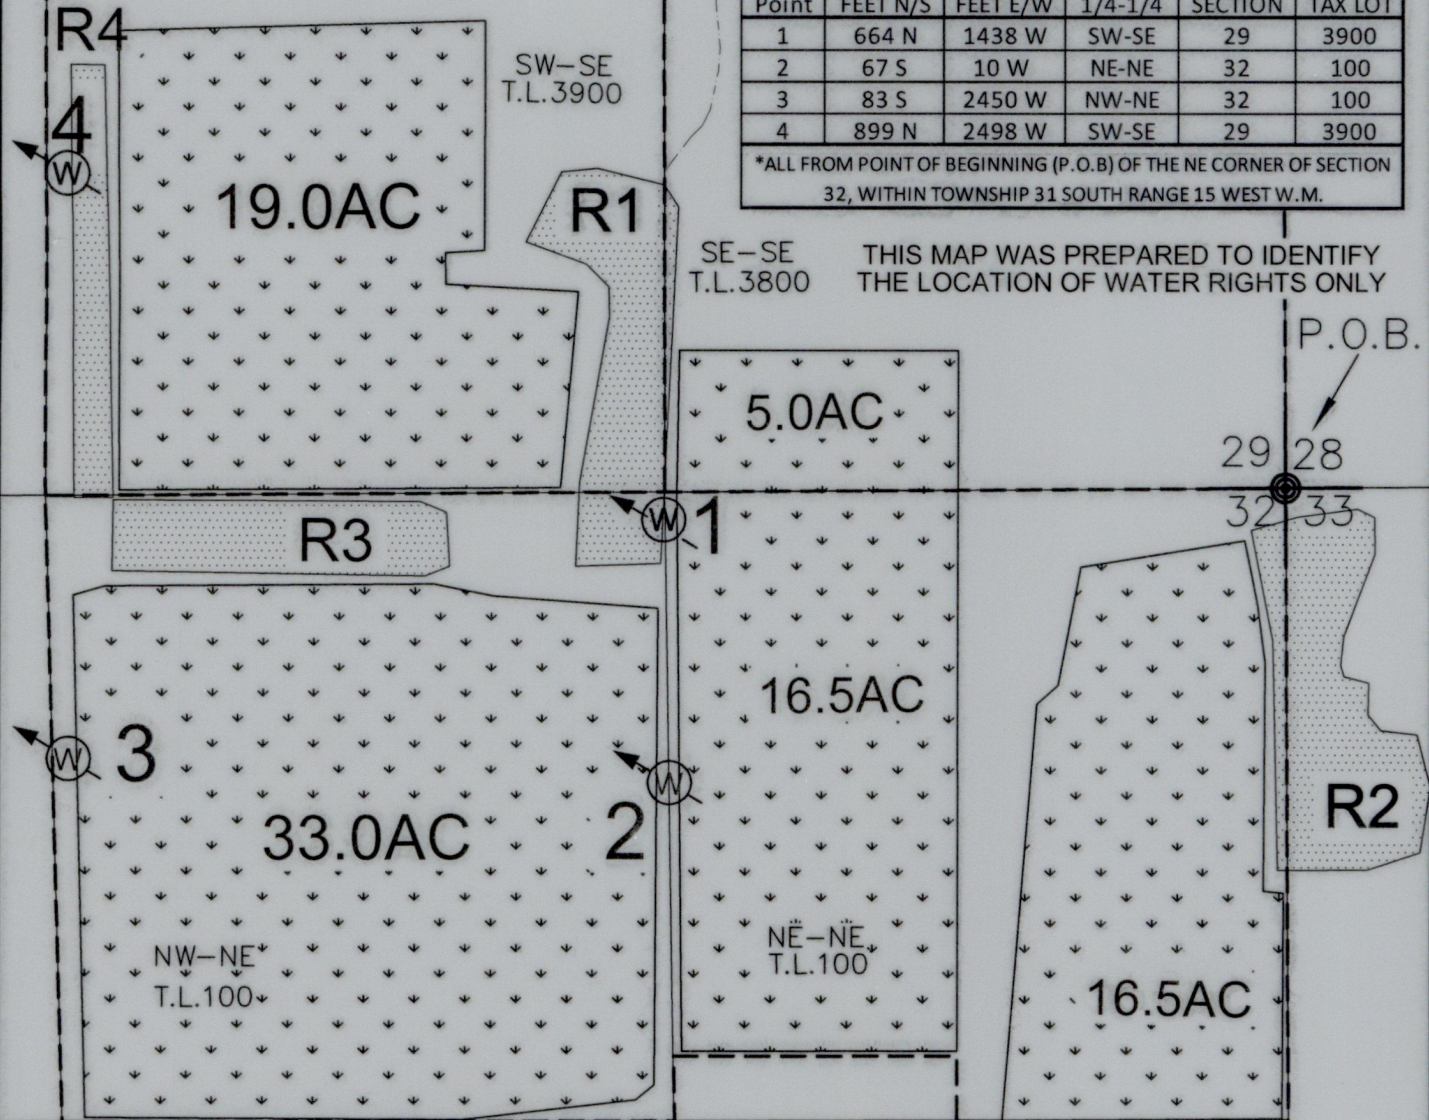 Point FEET N/S FEET E/W 1/4-1/4 SECTION TAX LOT
1 664 N 1438 W SW-SE 29 3900
2 67 S 10 W NE-NE 32 100
3 83 S 2450 W NW-NE 32 100
4 899 N 2498 W SW-SE 29 3900
*ALL FROM POINT OF BEGINNING (P.O.B) OF THE NE CORNER OF SECTION
32, WITHIN TOWNSHIP 31 SOUTH RANGE 15 WEST W.M.
R4
SW-SE
T.L.3900
4
W
19.0AC
R1
SE-SE
T.L.3800
THIS MAP WAS PREPARED TO IDENTIFY
THE LOCATION OF WATER RIGHTS ONLY
P.O.B.
5.0AC
29 28
32 33
W 1
R3
16.5AC
W 3
W
2
33.0AC
R2
NW-NE
T.L.100
NE-NE
T.L.100
16.5AC